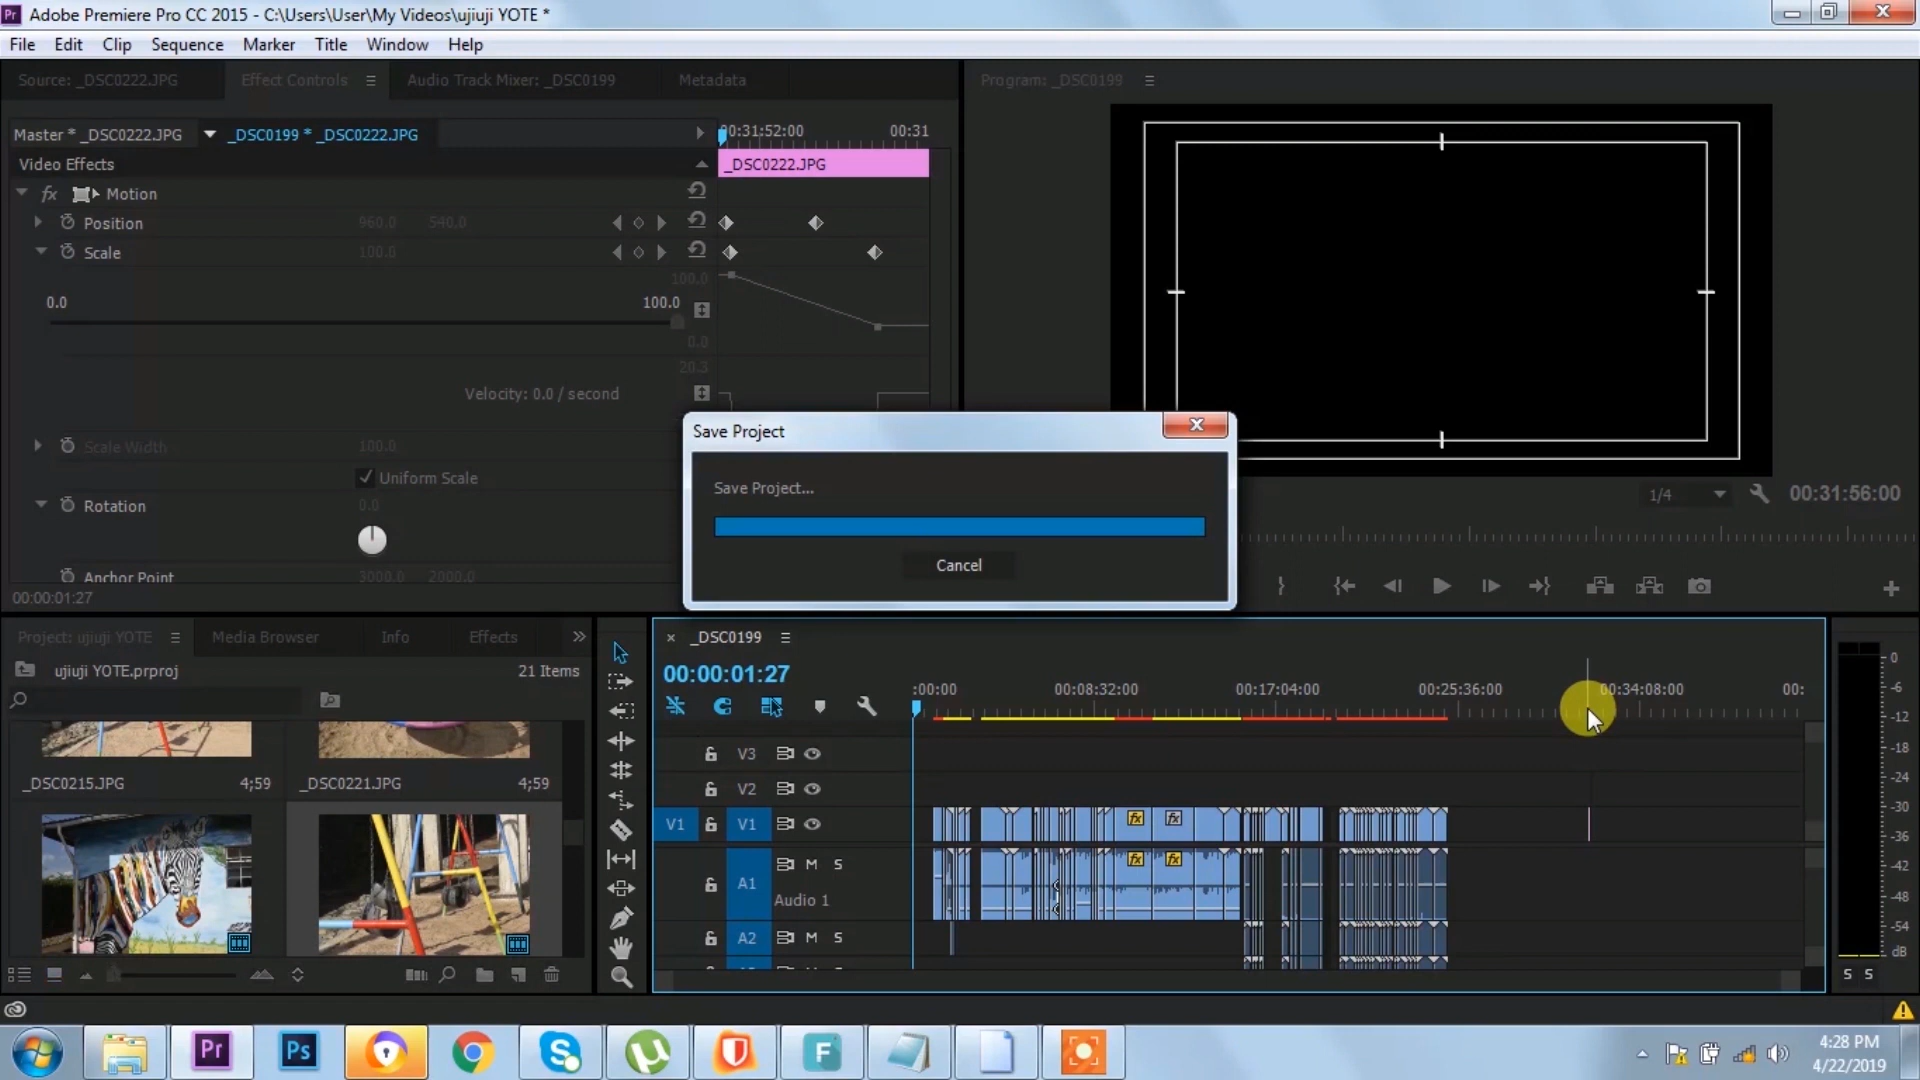 Adobe Premiere Pro CC 2015 - C:\Users\User\My Videos\ujiuji YOTE *
File Edit Clip Sequence Marker Title Window Help
Source: _DSC0222.JPG Effect Controls Audio Track Mixer: _DSC0199 Metadata
Program: _DSC0199
Master * _DSC0222.JPG _DSC0199 * _DSC0222.JPG 00:31:52:00 00:31
Video Effects _DSC0222.JPG
fx Motion
Position 960.0 540.0
Scale 100.0
100.0
0.0 100.0
0.0
20.3
Velocity: 0.0 / second
Scale Width 100.0
Uniform Scale
Rotation 0.0
Anchor Point 3000.0 2000.0
00:00:01:27
Save Project
Save Project...
Cancel
1/4 00:31:56:00
Project: ujiuji YOTE Media Browser Info Effects
ujiuji YOTE.prproj 21 Items
_DSC0215.JPG 4;59 _DSC0221.JPG 4;59
_DSC0199
00:00:01:27
:00:00 00:08:32:00 00:17:04:00 00:25:36:00 00:34:08:00 00:
V3
V2
V1 V1 fx fx
A1 M S fx fx
Audio 1
A2 M S
0
-6
-12
-18
-24
-30
-36
-42
-48
-54
dB
S S
Pr Ps S F
4:28 PM
4/22/2019